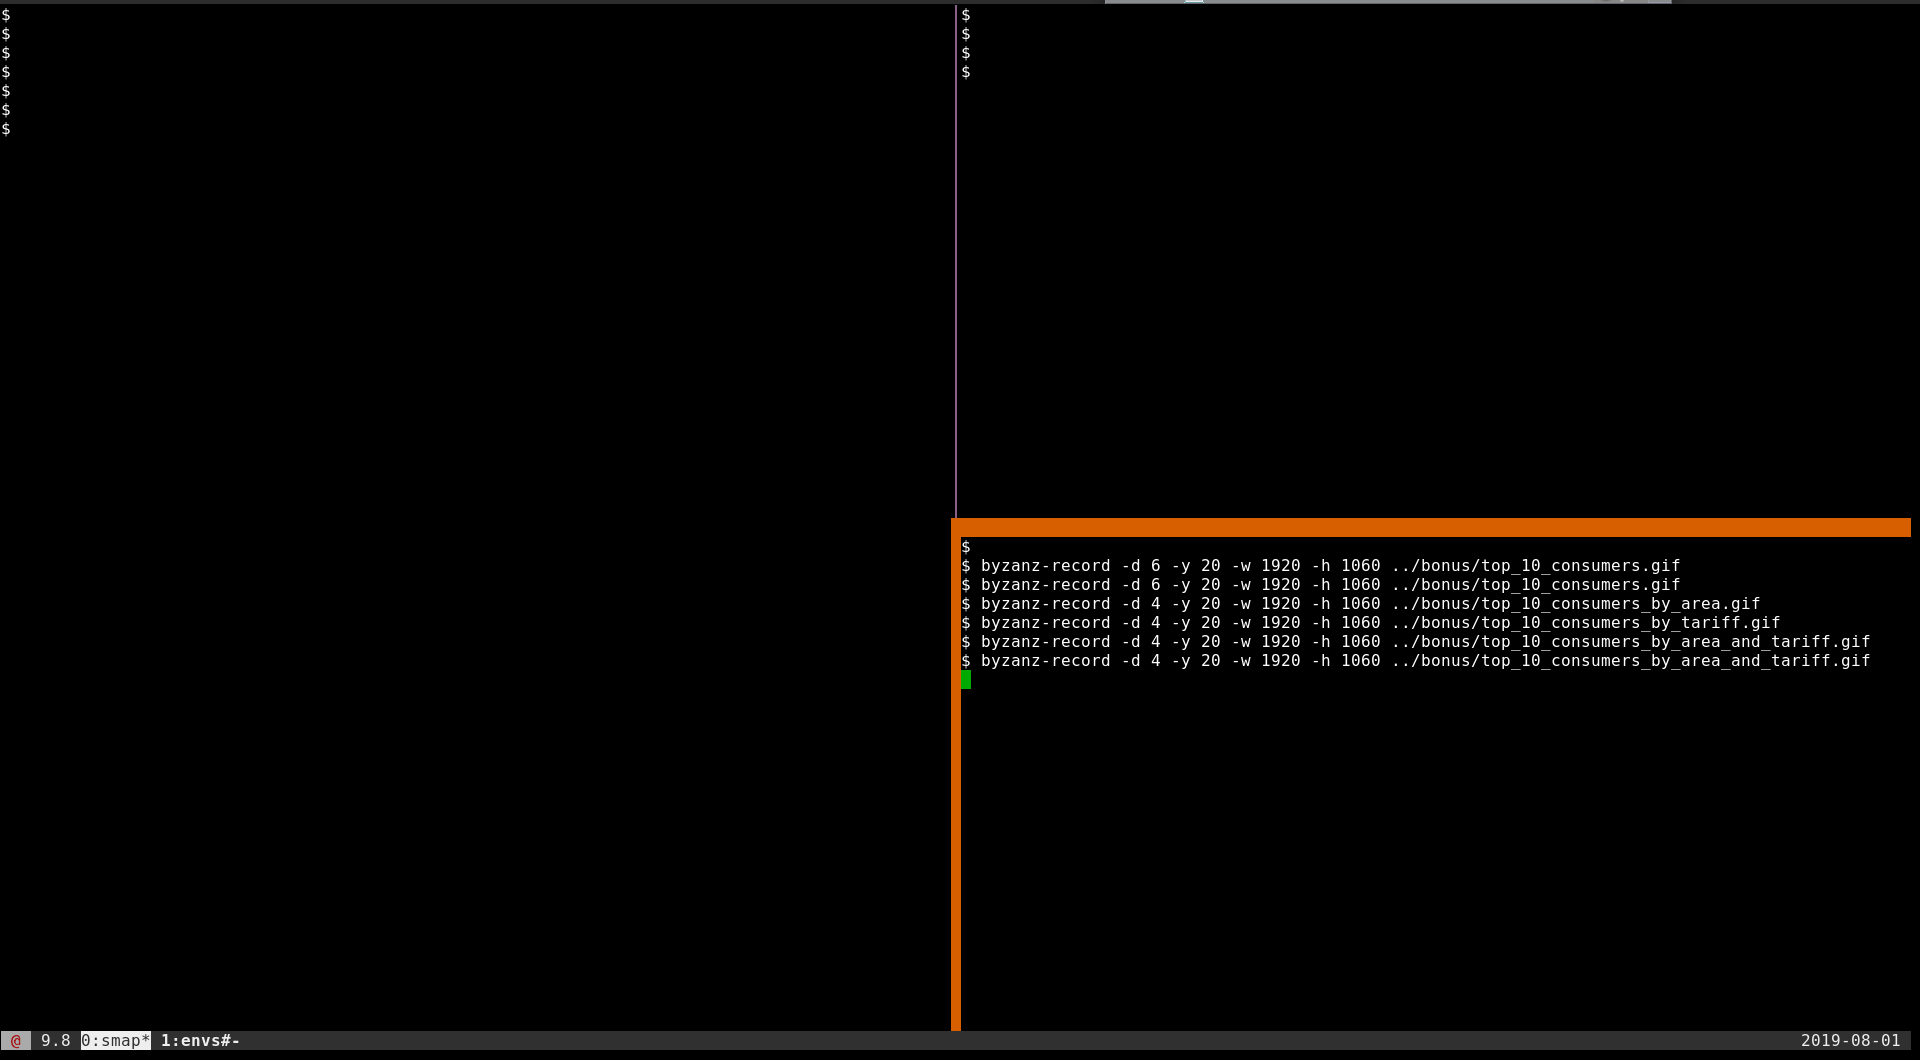 $
$
$
$
$
$
$
$
$
$
$
$
$ byzanz-record -d 6 -y 20 -w 1920 -h 1060 ../bonus/top_10_consumers.gif
$ byzanz-record -d 6 -y 20 -w 1920 -h 1060 ../bonus/top_10_consumers.gif
$ byzanz-record -d 4 -y 20 -w 1920 -h 1060 ../bonus/top_10_consumers_by_area.gif
$ byzanz-record -d 4 -y 20 -w 1920 -h 1060 ../bonus/top_10_consumers_by_tariff.gif
$ byzanz-record -d 4 -y 20 -w 1920 -h 1060 ../bonus/top_10_consumers_by_area_and_tariff.gif
$ byzanz-record -d 4 -y 20 -w 1920 -h 1060 ../bonus/top_10_consumers_by_area_and_tariff.gif
@ 9.8 0:smap* 1:envs#- 2019-08-01